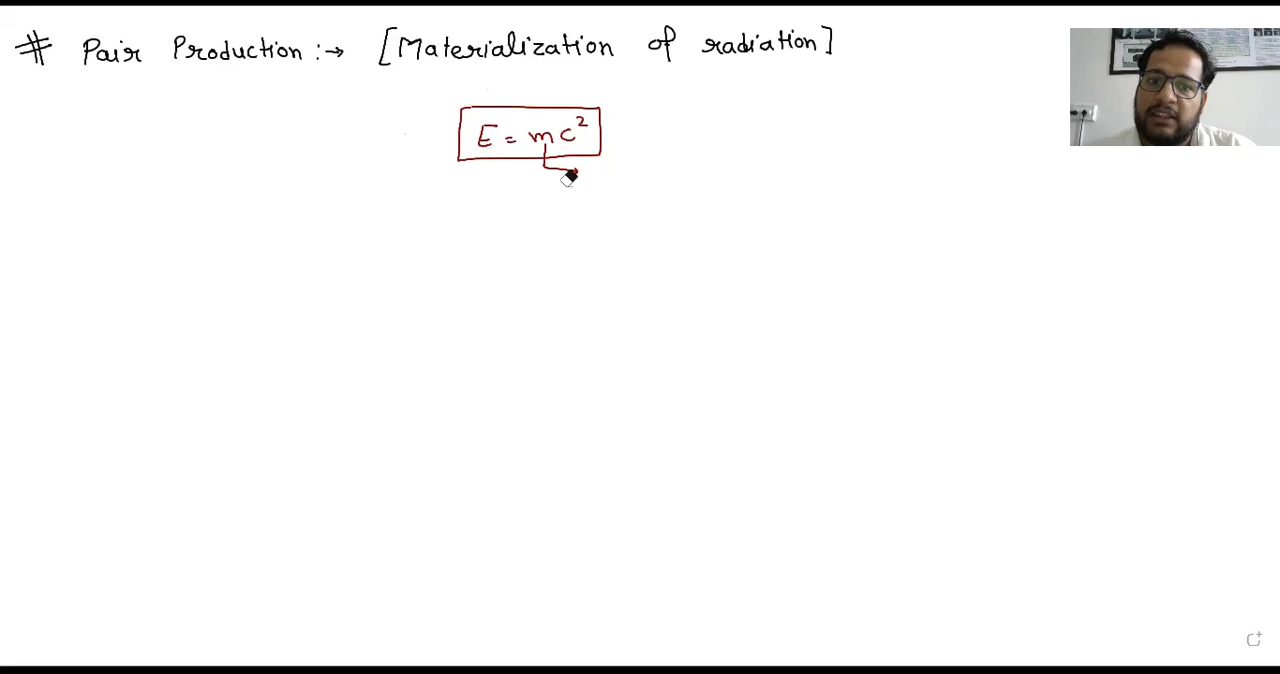 # Pair Production :→ [Materialization of radiation]
E = mc²